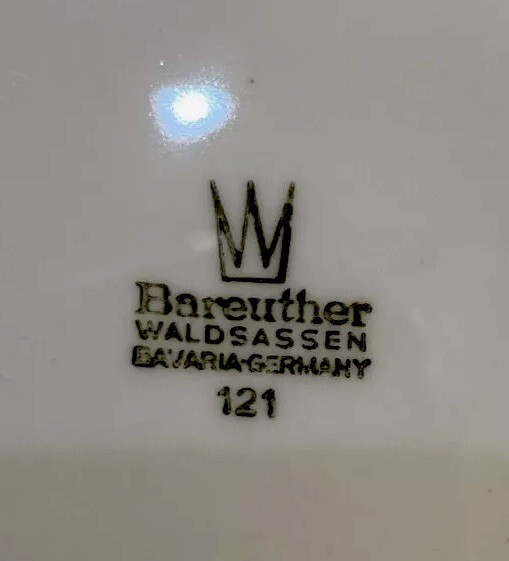 Bareuther
WALDSASSEN
BAVARIA-GERMANY
121